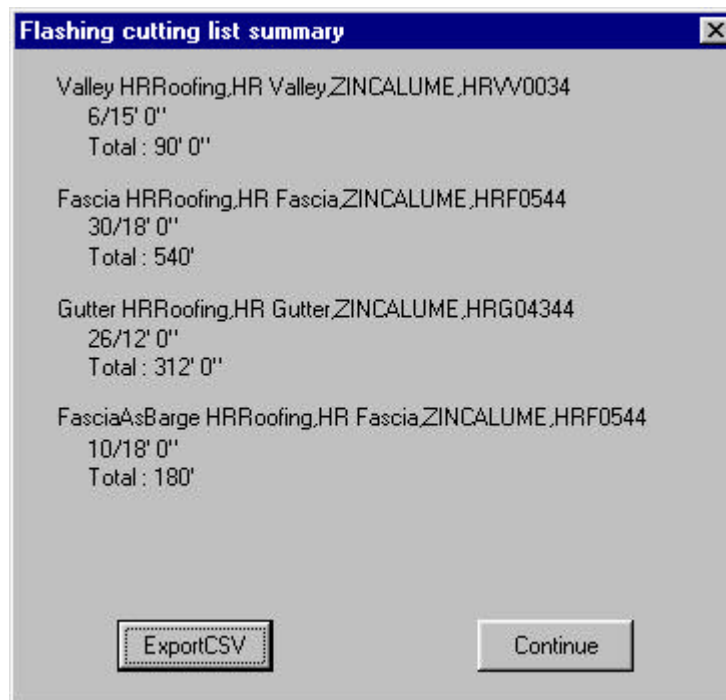 Flashing cutting list summary
Valley HRRoofing,HR Valley,ZINCALUME,HRVV0034
6/15' 0"
Total : 90' 0"
Fascia HRRoofing,HR Fascia,ZINCALUME,HRF0544
30/18' 0"
Total : 540'
Gutter HRRoofing,HR Gutter,ZINCALUME,HRG04344
26/12' 0"
Total : 312' 0"
FasciaAsBarge HRRoofing,HR Fascia,ZINCALUME,HRF0544
10/18' 0"
Total : 180'
ExportCSV Continue